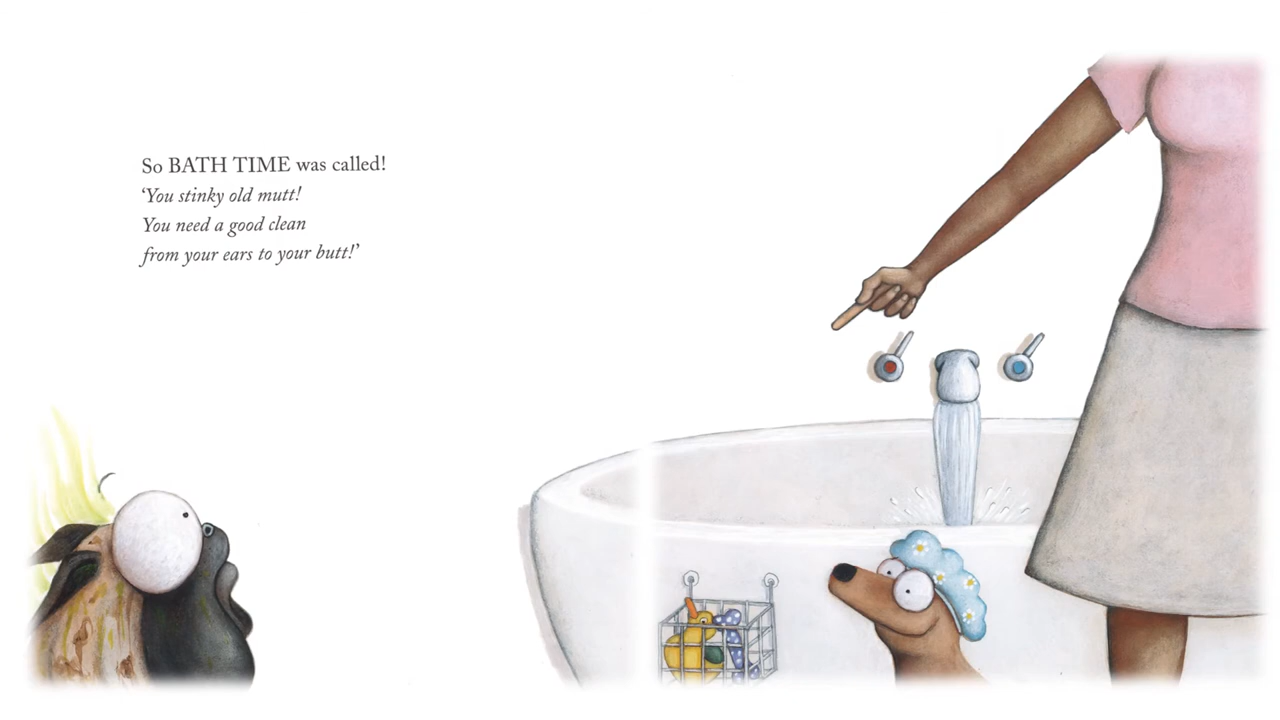 So BATH TIME was called!
‘You stinky old mutt!
You need a good clean
from your ears to your butt!’